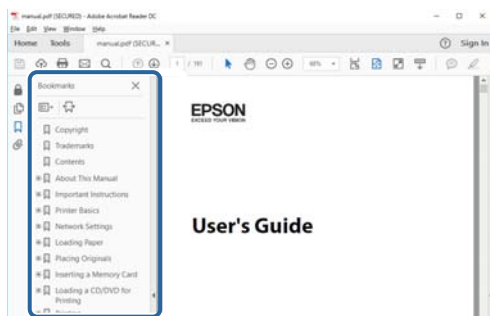 manual.pdf (SECURED) - Adobe Acrobat Reader DC
File Edit View Window Help
Home Tools manual.pdf (SECUR... × Sign In
Bookmarks
EPSON
EXCEED YOUR VISION
Copyright
Trademarks
Contents
About This Manual
Important Instructions
Printer Basics
Network Settings
User's Guide
Loading Paper
Placing Originals
Inserting a Memory Card
Loading a CD/DVD for
Printing